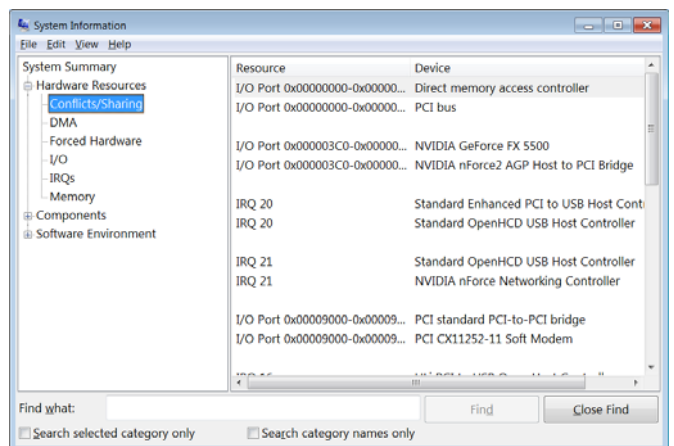 System Information
File Edit View Help
System Summary
Hardware Resources
Conflicts/Sharing
DMA
Forced Hardware
I/O
IRQs
Memory
Components
Software Environment
Resource Device
I/O Port 0x00000000-0x00000... Direct memory access controller
I/O Port 0x00000000-0x00000... PCI bus
I/O Port 0x000003C0-0x00000... NVIDIA GeForce FX 5500
I/O Port 0x000003C0-0x00000... NVIDIA nForce2 AGP Host to PCI Bridge
IRQ 20 Standard Enhanced PCI to USB Host Cont
IRQ 20 Standard OpenHCD USB Host Controller
IRQ 21 Standard OpenHCD USB Host Controller
IRQ 21 NVIDIA nForce Networking Controller
I/O Port 0x00009000-0x00009... PCI standard PCI-to-PCI bridge
I/O Port 0x00009000-0x00009... PCI CX11252-11 Soft Modem
Find what: Find Close Find
Search selected category only Search category names only